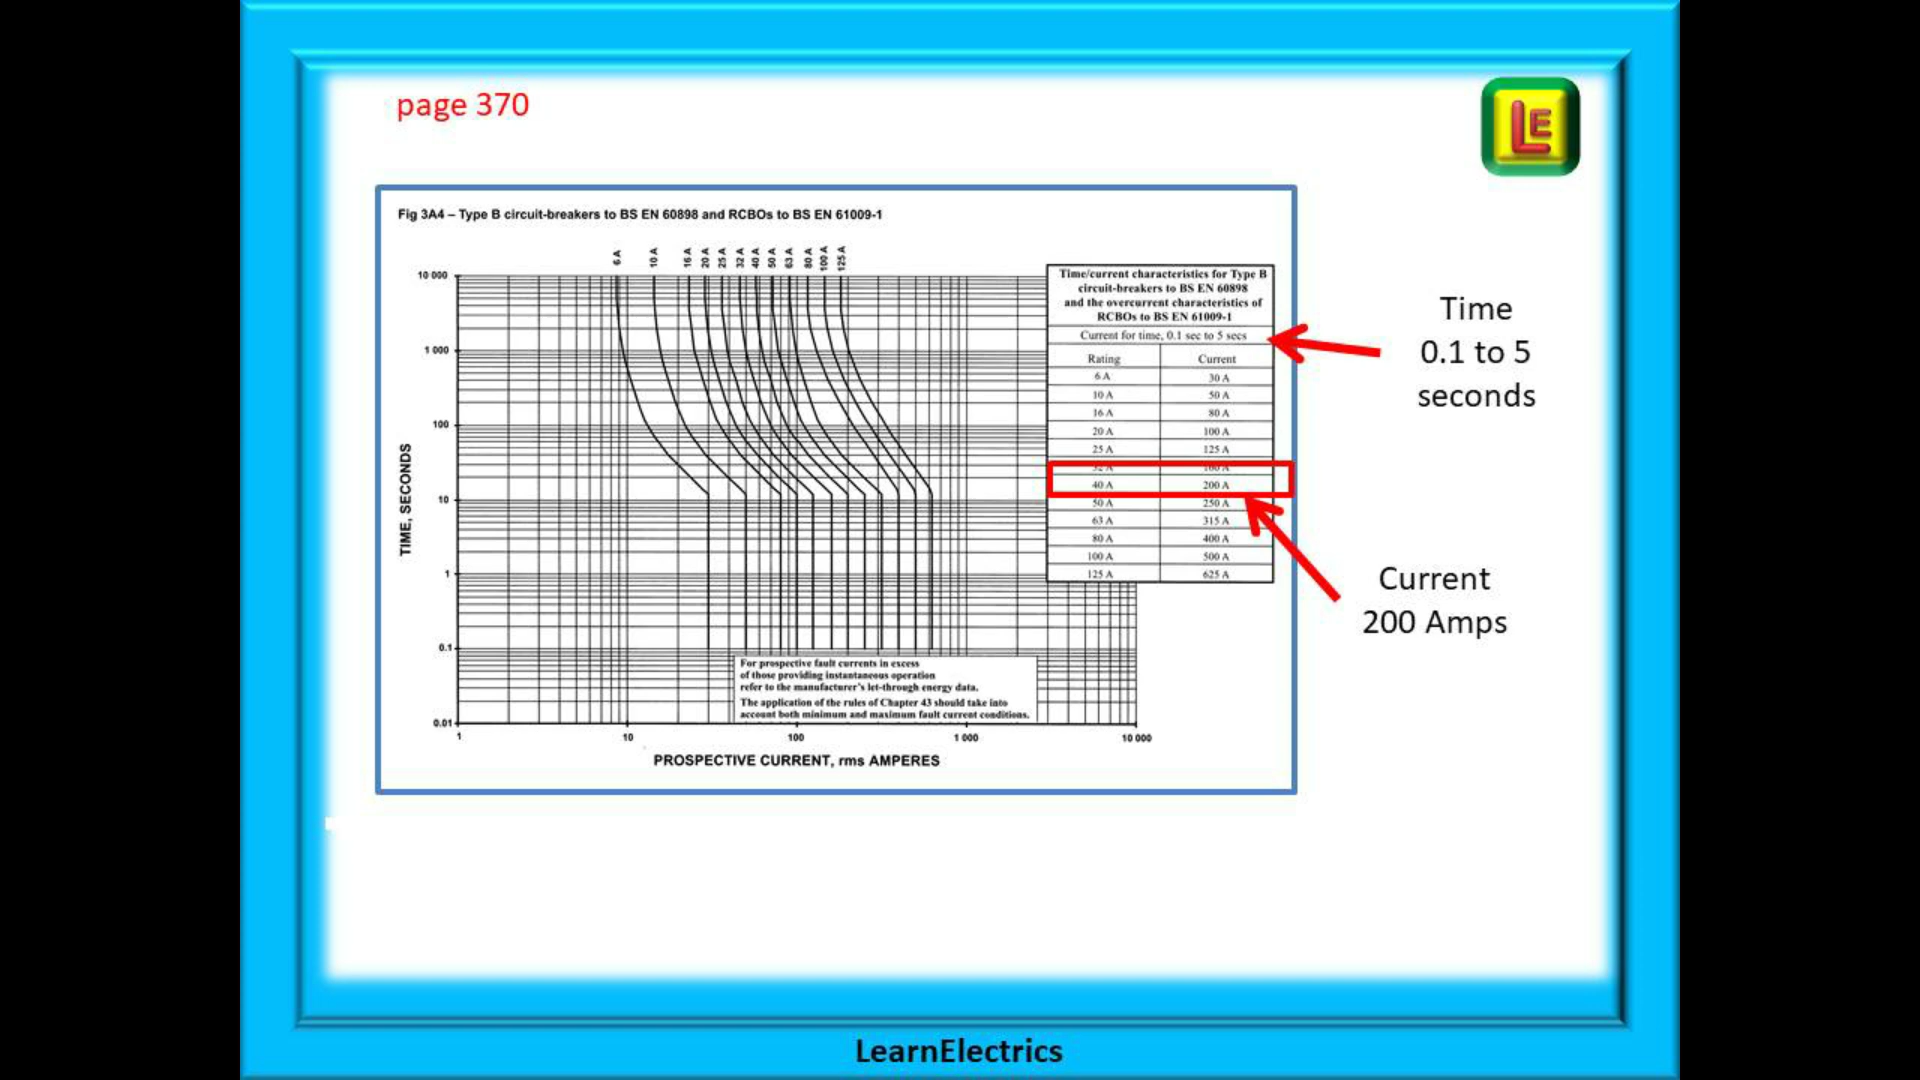 page 370
LE
Fig 3A4 – Type B circuit-breakers to BS EN 60898 and RCBOs to BS EN 61009-1
6 A 10 A 16 A 20 A 25 A 32 A 40 A 50 A 63 A 80 A 100 A 125 A
10 000
1 000
100
10
1
0.1
0.01
TIME, SECONDS
1 10 100 1 000 10 000
PROSPECTIVE CURRENT, rms AMPERES
For prospective fault currents in excess
of those providing instantaneous operation
refer to the manufacturer's let-through energy data.
The application of the rules of Chapter 43 should take into
account both minimum and maximum fault current conditions.
Time/current characteristics for Type B
circuit-breakers to BS EN 60898
and the overcurrent characteristics of
RCBOs to BS EN 61009-1
Current for time, 0.1 sec to 5 secs
Rating Current
6 A 30 A
10 A 50 A
16 A 80 A
20 A 100 A
25 A 125 A
32 A 160 A
40 A 200 A
50 A 250 A
63 A 315 A
80 A 400 A
100 A 500 A
125 A 625 A
Time
0.1 to 5
seconds
Current
200 Amps
LearnElectrics